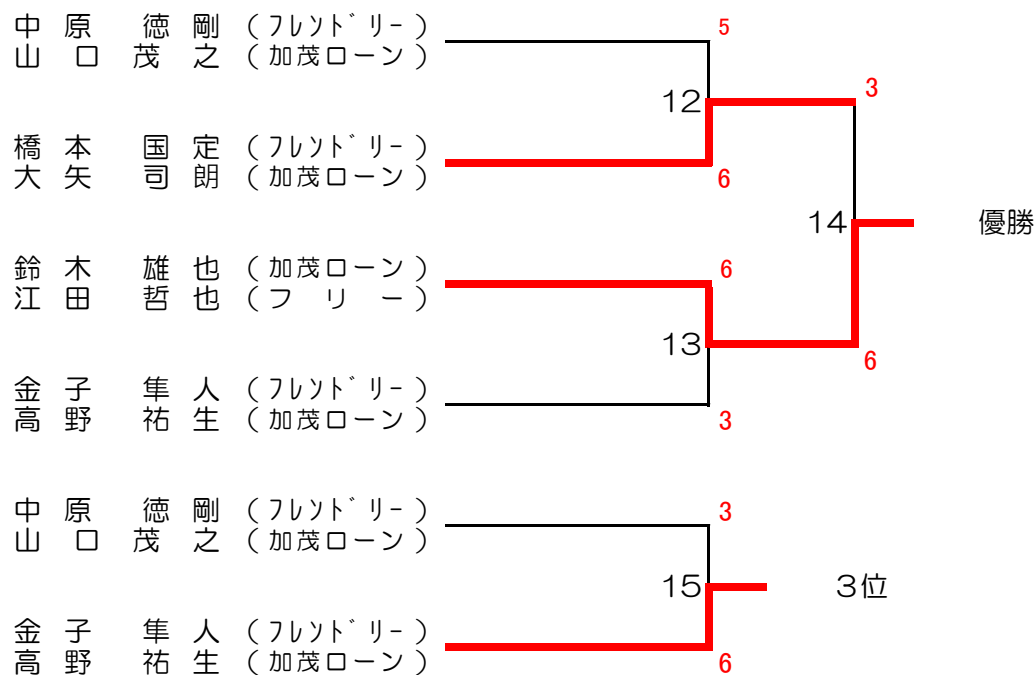 中原 徳剛 (ﾌﾚﾝﾄﾞﾘｰ) 5
山口 茂之 (加茂ローン)
12 3
橋本 国定 (ﾌﾚﾝﾄﾞﾘｰ)
大矢 司朗 (加茂ローン) 6
14 優勝
鈴木 雄也 (加茂ローン) 6
江田 哲也 (フリー)
13 6
金子 隼人 (ﾌﾚﾝﾄﾞﾘｰ)
高野 祐生 (加茂ローン) 3
中原 徳剛 (ﾌﾚﾝﾄﾞﾘｰ) 3
山口 茂之 (加茂ローン)
15 3位
金子 隼人 (ﾌﾚﾝﾄﾞﾘｰ)
高野 祐生 (加茂ローン) 6